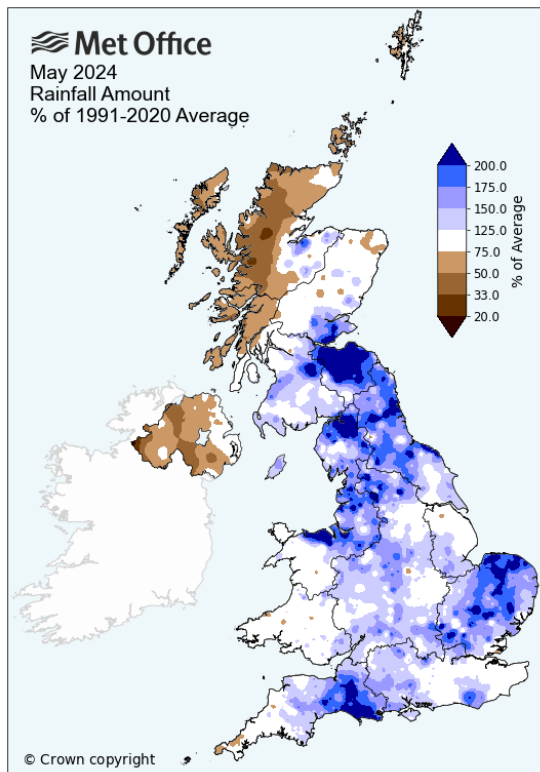 Met Office
May 2024
Rainfall Amount
% of 1991-2020 Average
200.0
175.0
150.0
125.0
75.0
50.0
33.0
20.0
% of Average
© Crown copyright